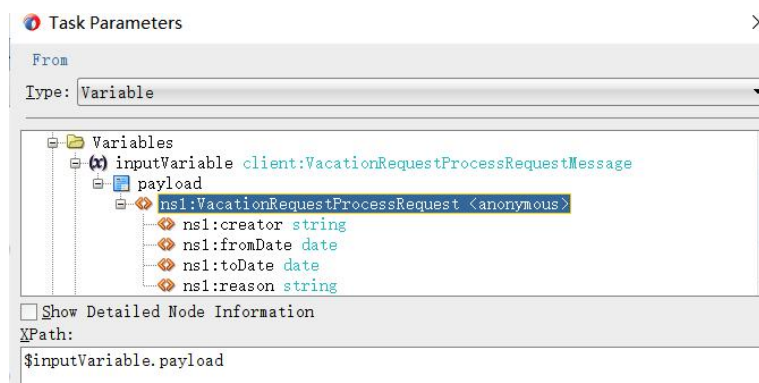 Task Parameters
From
Type: Variable
Variables
(x) inputVariable client:VacationRequestProcessRequestMessage
payload
ns1:VacationRequestProcessRequest <anonymous>
ns1:creator string
ns1:fromDate date
ns1:toDate date
ns1:reason string
Show Detailed Node Information
XPath:
$inputVariable.payload